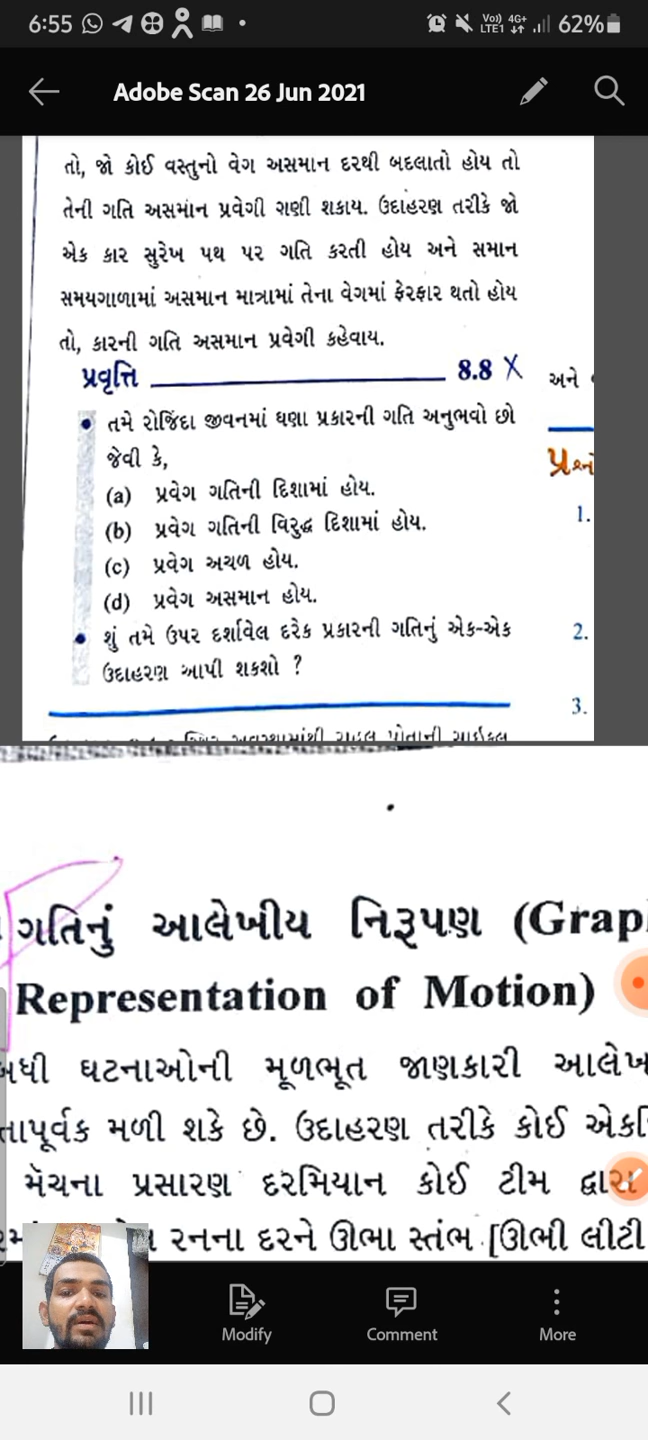 6:55
Vo)) 4G+
LTE1
62%
Adobe Scan 26 Jun 2021
તો, જો કોઈ વસ્તુનો વેગ અસમાન દરથી બદલાતો હોય તો
તેની ગતિ અસમાન પ્રવેગી ગણી શકાય. ઉદાહરણ તરીકે જો
એક કાર સુરેખ પથ પર ગતિ કરતી હોય અને સમાન
સમયગાળામાં અસમાન માત્રામાં તેના વેગમાં ફેરફાર થતો હોય
તો, કારની ગતિ અસમાન પ્રવેગી કહેવાય.
પ્રવૃત્તિ 8.8 X
• તમે રોજિંદા જીવનમાં ઘણા પ્રકારની ગતિ અનુભવો છો
જેવી કે,
(a) પ્રવેગ ગતિની દિશામાં હોય.
(b) પ્રવેગ ગતિની વિરુદ્ધ દિશામાં હોય.
(c) પ્રવેગ અચળ હોય.
(d) પ્રવેગ અસમાન હોય.
• શું તમે ઉપર દર્શાવેલ દરેક પ્રકારની ગતિનું એક-એક
ઉદાહરણ આપી શકશો ?
અને
1.
2.
3.
ગતિનું આલેખીય નિરૂપણ (Grap
Representation of Motion)
ઘટનાઓની મૂળભૂત જાણકારી આલેખ
મળી શકે છે. ઉદાહરણ તરીકે કોઈ
મૅચના પ્રસારણ દરમિયાન કોઈ ટીમ દ્વારા
રનના દરને ઊભા સ્તંભ [ઊભી લીટી
Modify
Comment
More